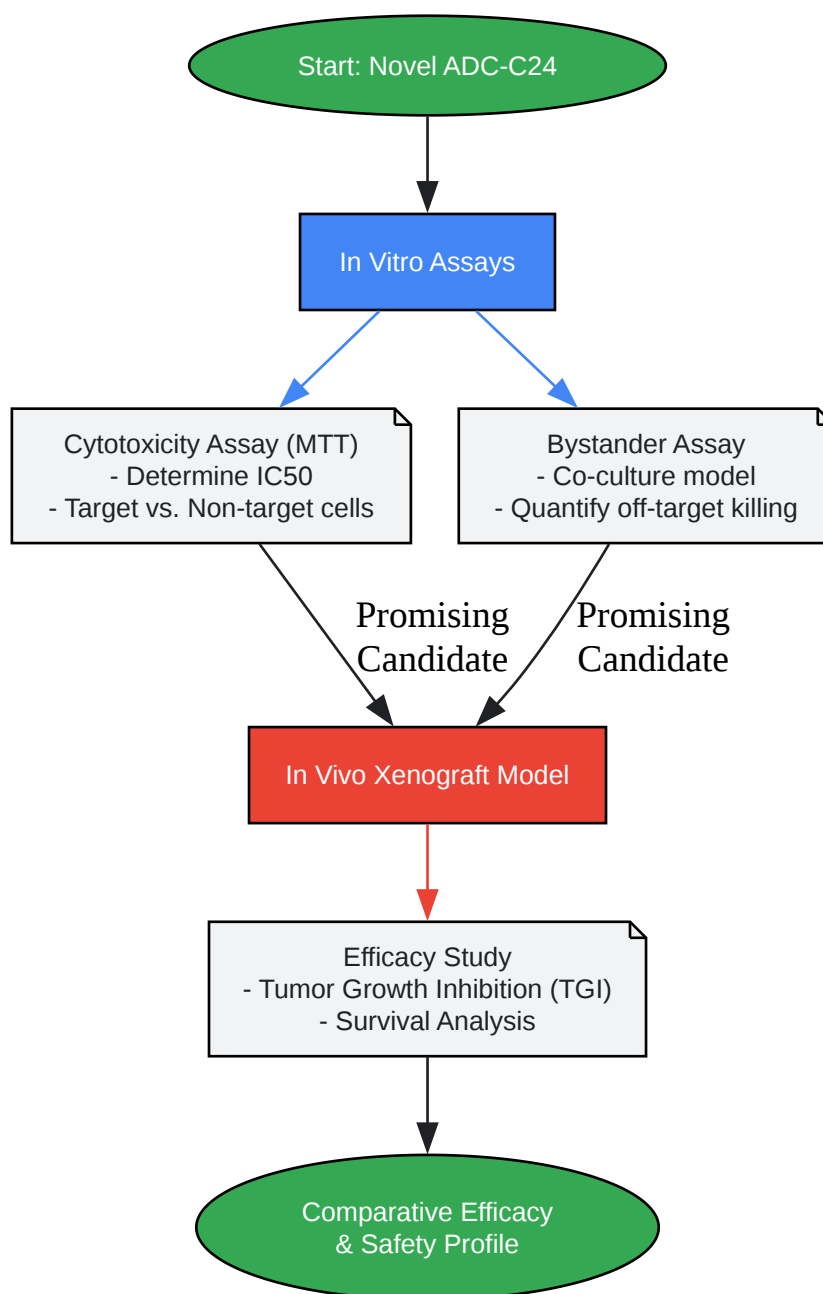 Start: Novel ADC-C24
In Vitro Assays
Cytotoxicity Assay (MTT)
- Determine IC50
- Target vs. Non-target cells
Bystander Assay
- Co-culture model
- Quantify off-target killing
Promising
Candidate
Promising
Candidate
In Vivo Xenograft Model
Efficacy Study
- Tumor Growth Inhibition (TGI)
- Survival Analysis
Comparative Efficacy
& Safety Profile